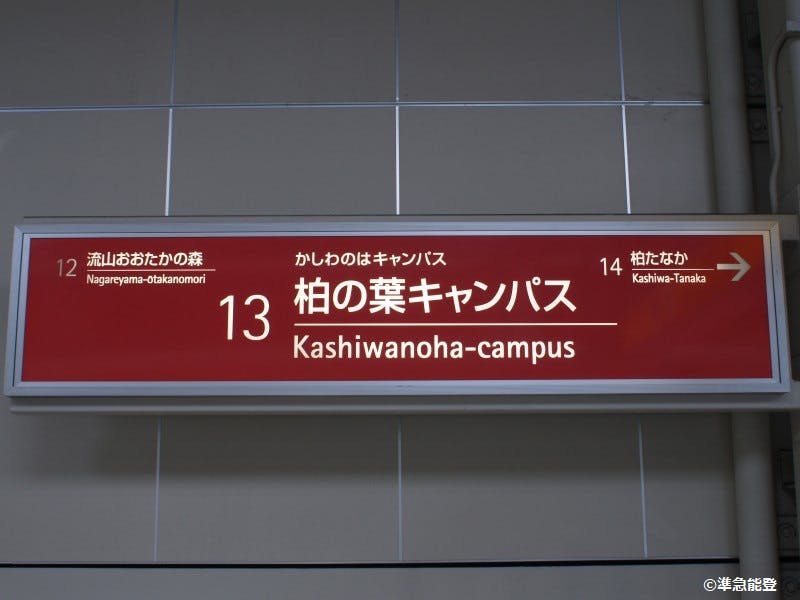 12 流山おおたかの森
Nagareyama-ōtakanomori
かしわのはキャンパス
13 柏の葉キャンパス
Kashiwanoha-campus
14 柏たなか
Kashiwa-Tanaka
©準急能登